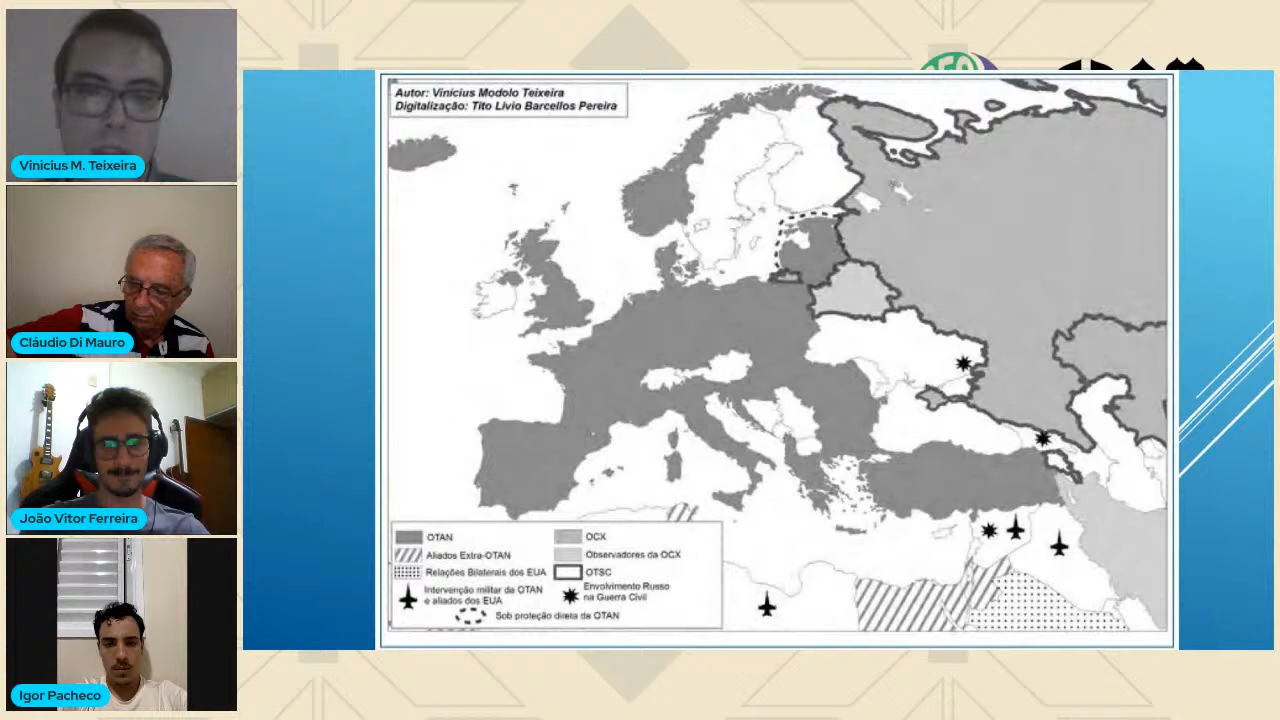 Vinicius M. Teixeira
Cláudio Di Mauro
João Vitor Ferreira
Igor Pacheco
Autor: Vinícius Modolo Teixeira
Digitalização: Tito Lívio Barcellos Pereira
OTAN
Aliados Extra-OTAN
Relações Bilaterais dos EUA
Intervenção militar da OTAN
e aliados dos EUA
OCX
Observadores da OCX
OTSC
Envolvimento Russo
na Guerra Civil
Sob proteção direta da OTAN